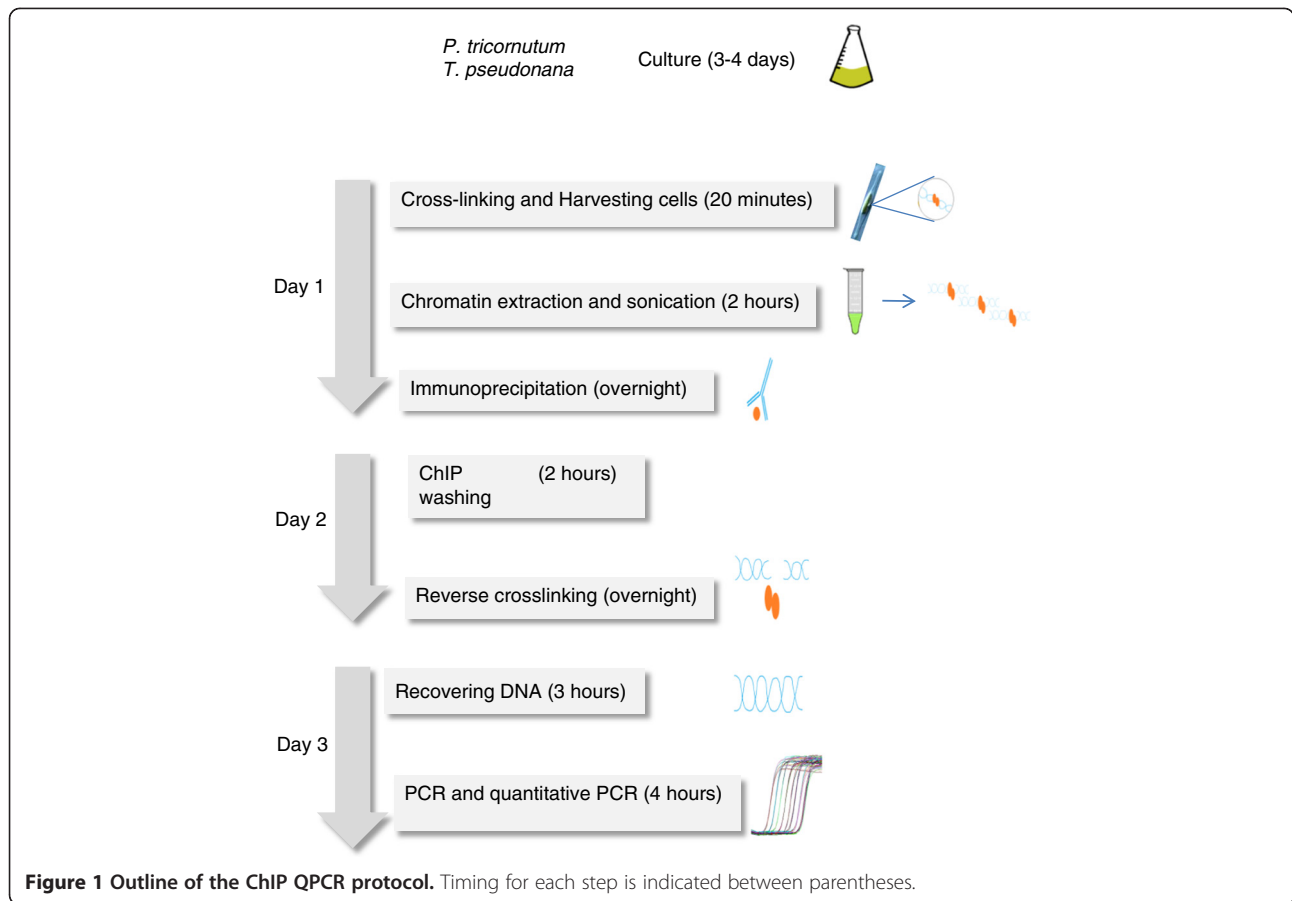 P. tricornutum
T. pseudonana
Culture (3-4 days)
Cross-linking and Harvesting cells (20 minutes)
Day 1
Chromatin extraction and sonication (2 hours)
Immunoprecipitation (overnight)
ChIP (2 hours)
washing
Day 2
Reverse crosslinking (overnight)
Recovering DNA (3 hours)
Day 3
PCR and quantitative PCR (4 hours)
Figure 1 Outline of the ChIP QPCR protocol. Timing for each step is indicated between parentheses.